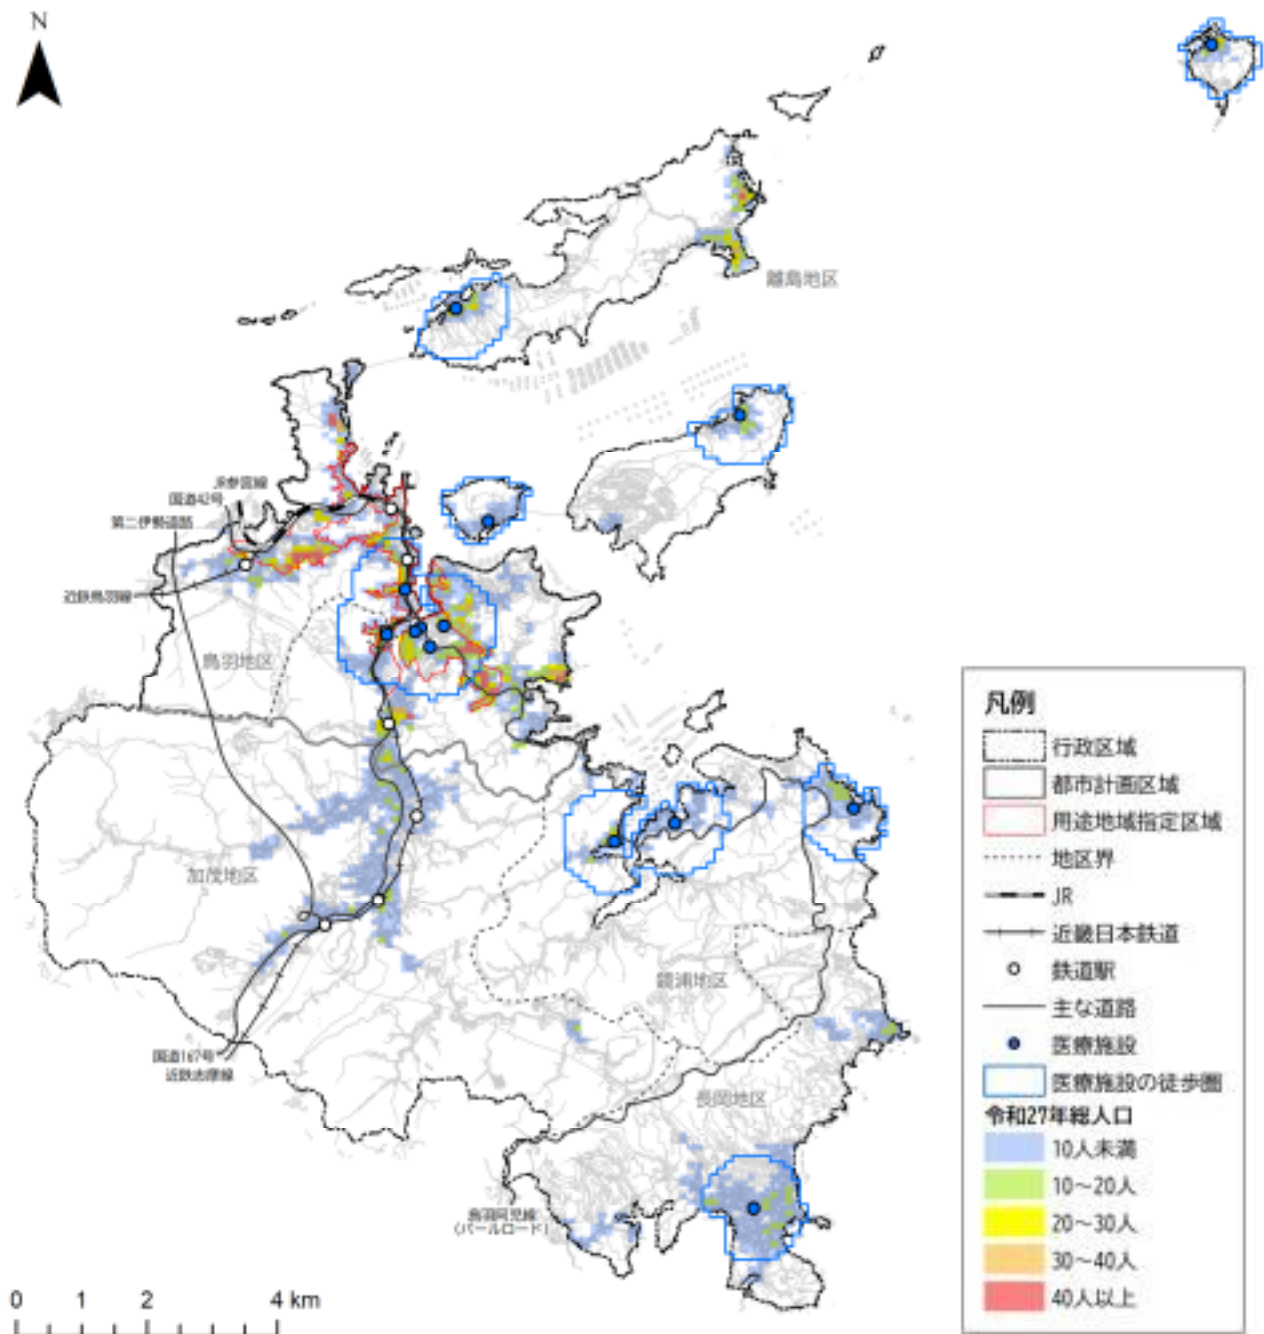 N
離島地区
JR参宮線
国道42号
第二伊勢道路
近鉄鳥羽線
鳥羽地区
加茂地区
鏡浦地区
国道167号
近鉄志摩線
長岡地区
鳥羽阿児線
(パールロード)
0 1 2 4 km
凡例
行政区域
都市計画区域
用途地域指定区域
地区界
JR
近畿日本鉄道
鉄道駅
主な道路
医療施設
医療施設の徒歩圏
令和27年総人口
10人未満
10～20人
20～30人
30～40人
40人以上